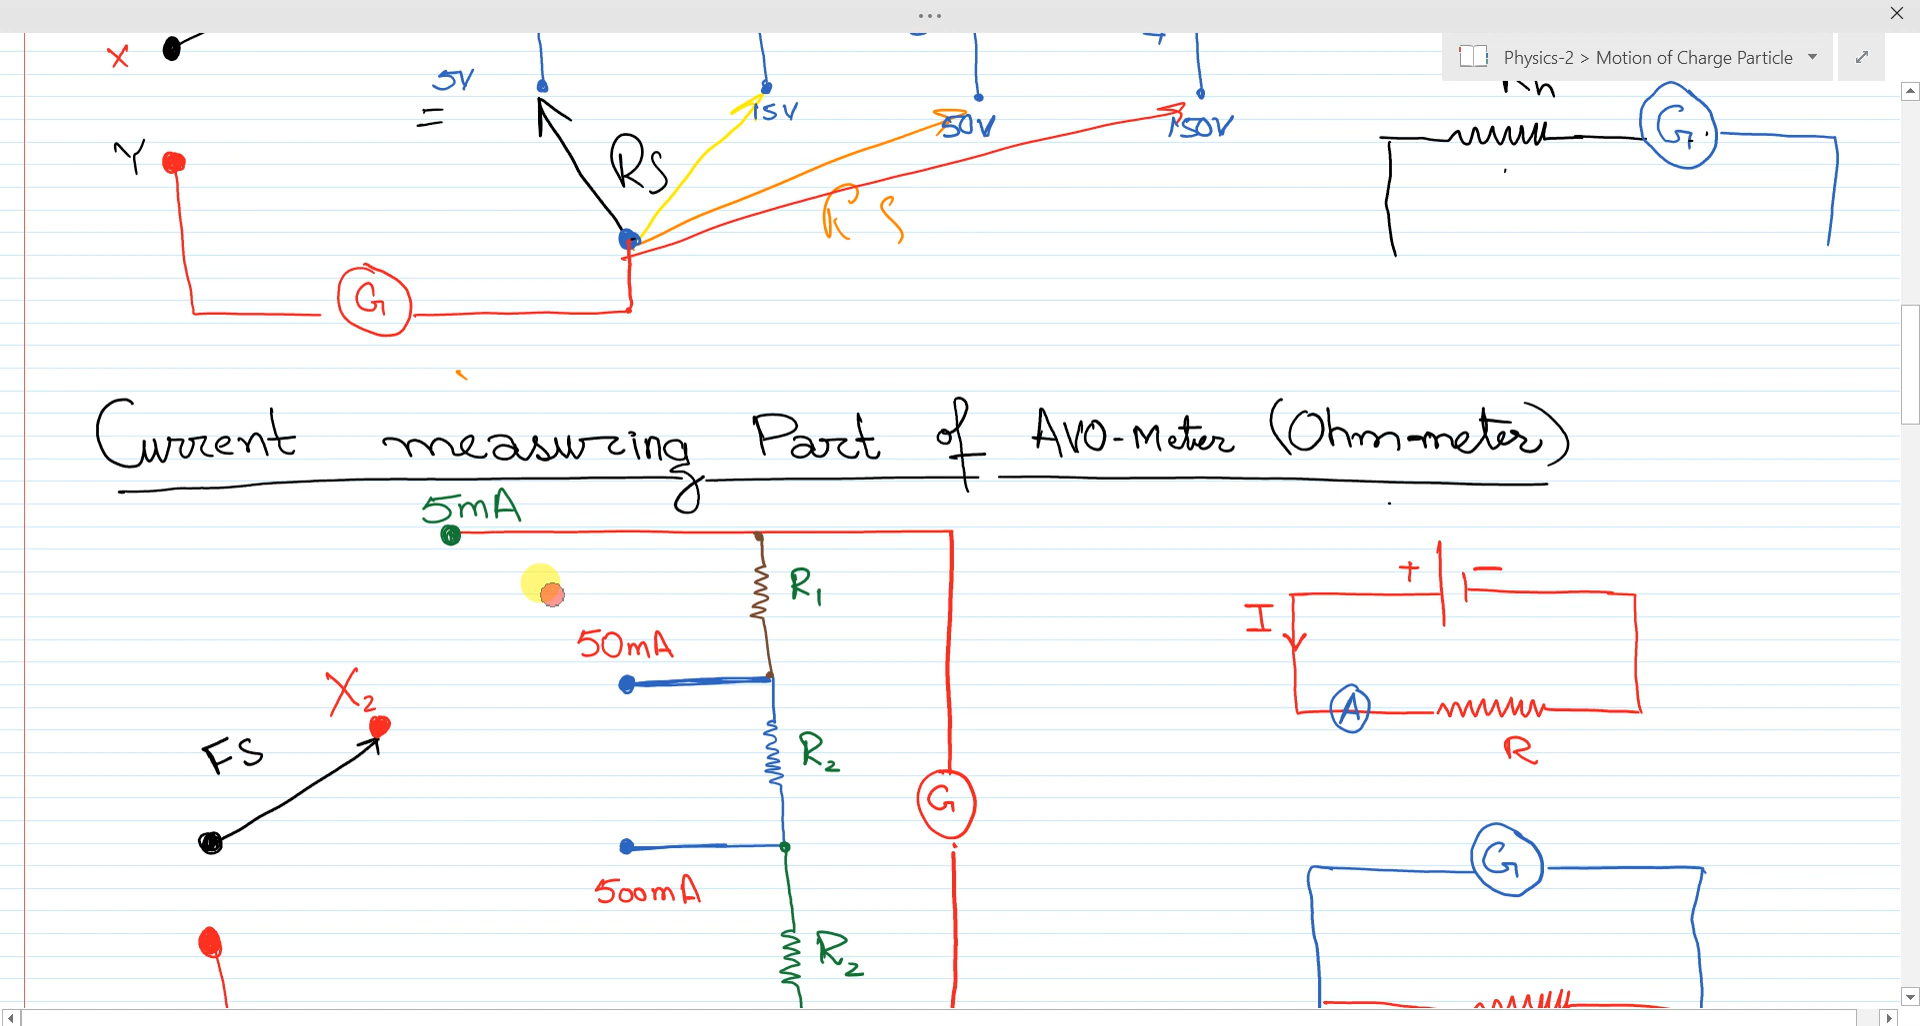 Physics-2 > Motion of Charge Particle
X
5V
=
15V
50V
150V
Rh
G
Y
RS
RS
G
Current measuring Part of AVO-Meter (Ohm-meter)
5mA
R1
+ -
I
50mA
X2
A
R
FS
R2
G
G
500mA
R2